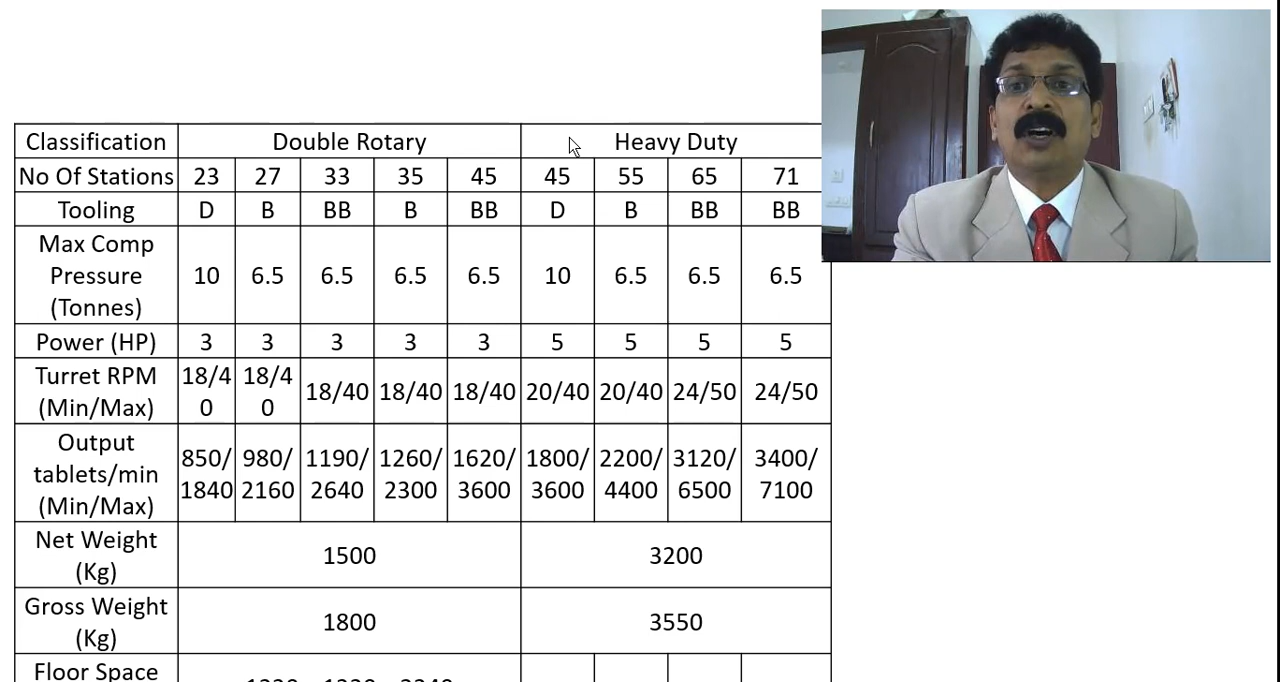 Classification Double Rotary Heavy Duty
No Of Stations 23 27 33 35 45 45 55 65 71
Tooling D B BB B BB D B BB BB
Max Comp
Pressure
(Tonnes) 10 6.5 6.5 6.5 6.5 10 6.5 6.5 6.5
Power (HP) 3 3 3 3 3 5 5 5 5
Turret RPM
(Min/Max) 18/4
0 18/4
0 18/40 18/40 18/40 20/40 20/40 24/50 24/50
Output
tablets/min
(Min/Max) 850/
1840 980/
2160 1190/
2640 1260/
2300 1620/
3600 1800/
3600 2200/
4400 3120/
6500 3400/
7100
Net Weight
(Kg) 1500 3200
Gross Weight
(Kg) 1800 3550
Floor Space